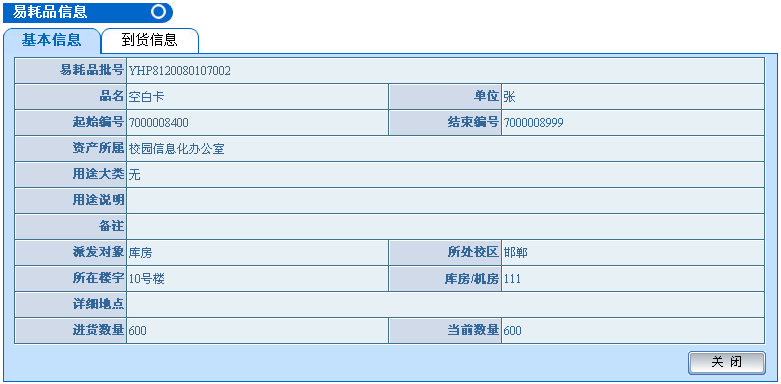 易耗品信息
基本信息 到货信息
易耗品批号 YHP8120080107002
品名 空白卡 单位 张
起始编号 7000008400 结束编号 7000008999
资产所属 校园信息化办公室
用途大类 无
用途说明
备注
派发对象 库房 所处校区 邯郸
所在楼宇 10号楼 库房/机房 111
详细地点
进货数量 600 当前数量 600
关 闭